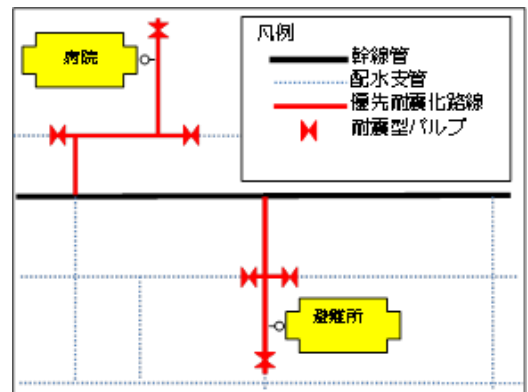 病院
凡例
幹線管
配水支管
優先耐震化路線
耐震型バルブ
避難所